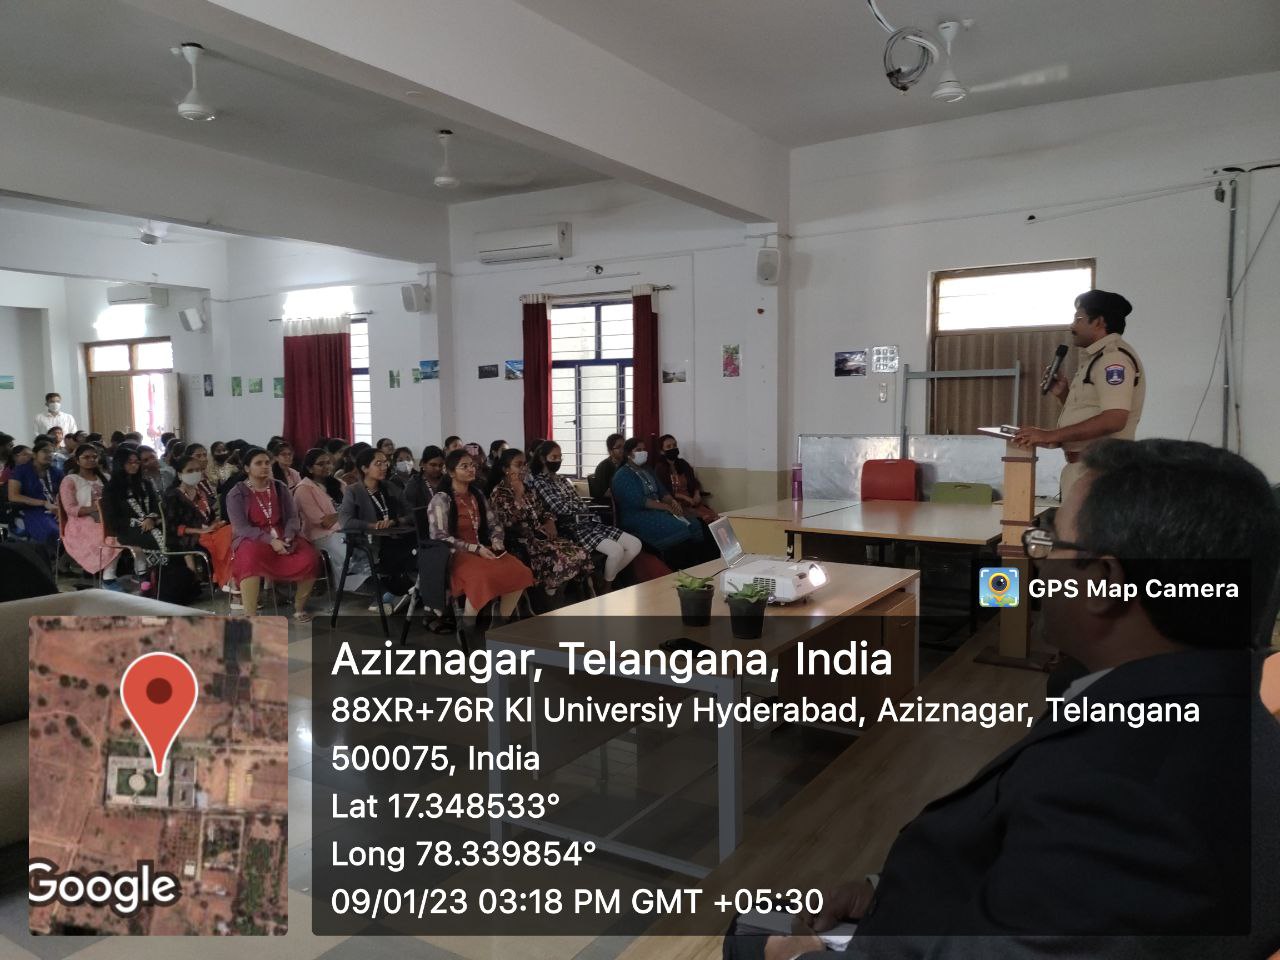 GPS Map Camera
Aziznagar, Telangana, India
88XR+76R Kl Universiy Hyderabad, Aziznagar, Telangana
500075, India
Lat 17.348533°
Long 78.339854°
09/01/23 03:18 PM GMT +05:30
Google